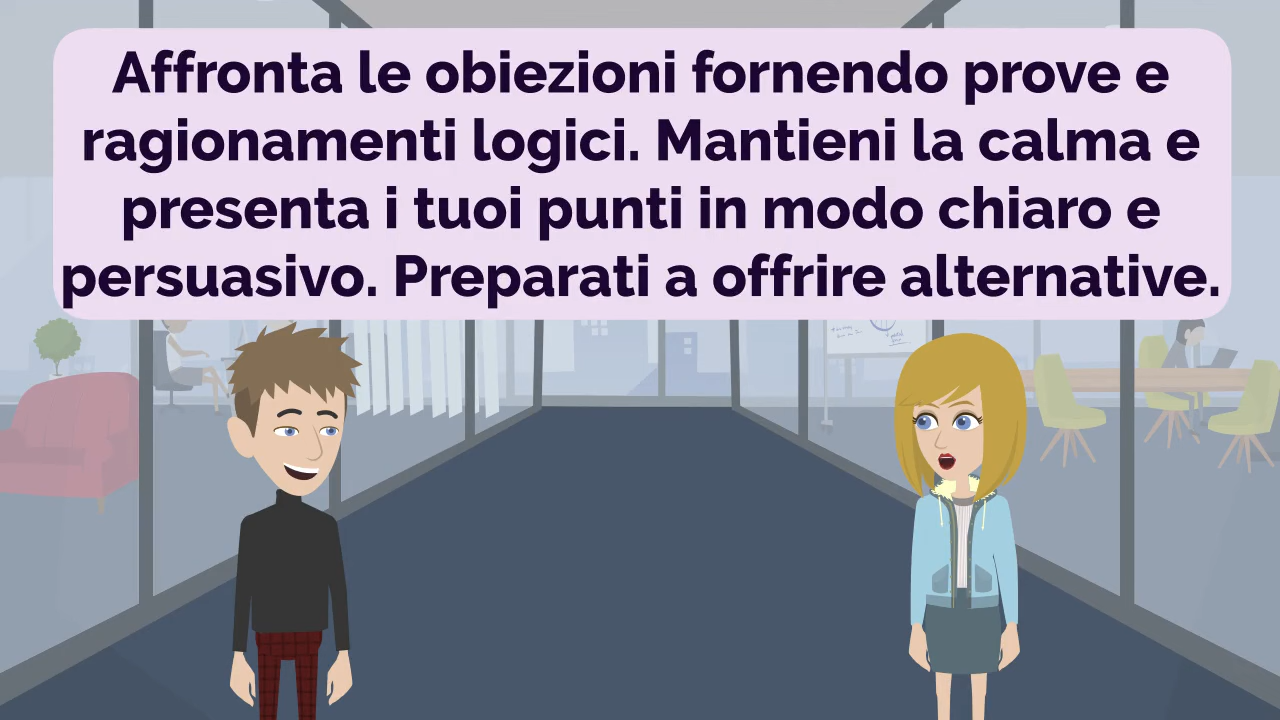 Affronta le obiezioni fornendo prove e
ragionamenti logici. Mantieni la calma e
presenta i tuoi punti in modo chiaro e
persuasivo. Preparati a offrire alternative.